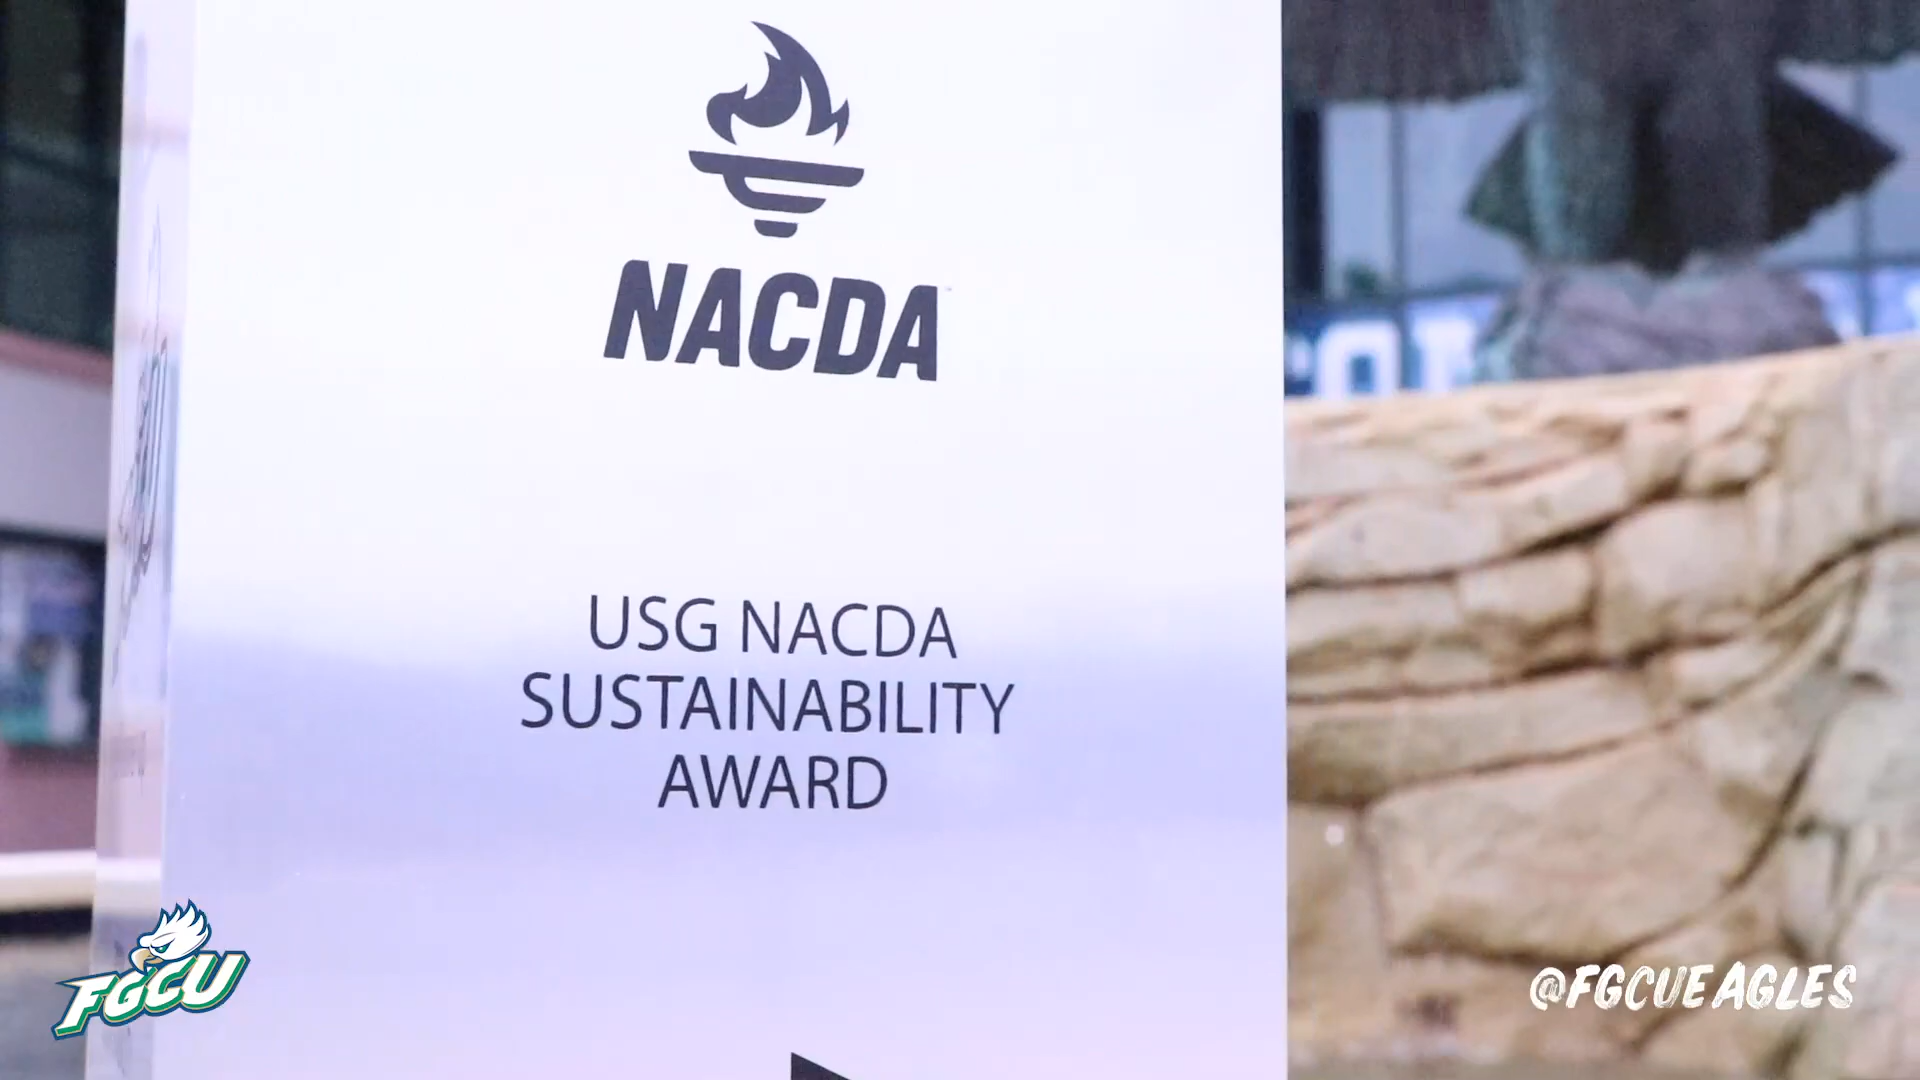 NACDA
USG NACDA
SUSTAINABILITY
AWARD
FGCU
@FGCUEAGLES